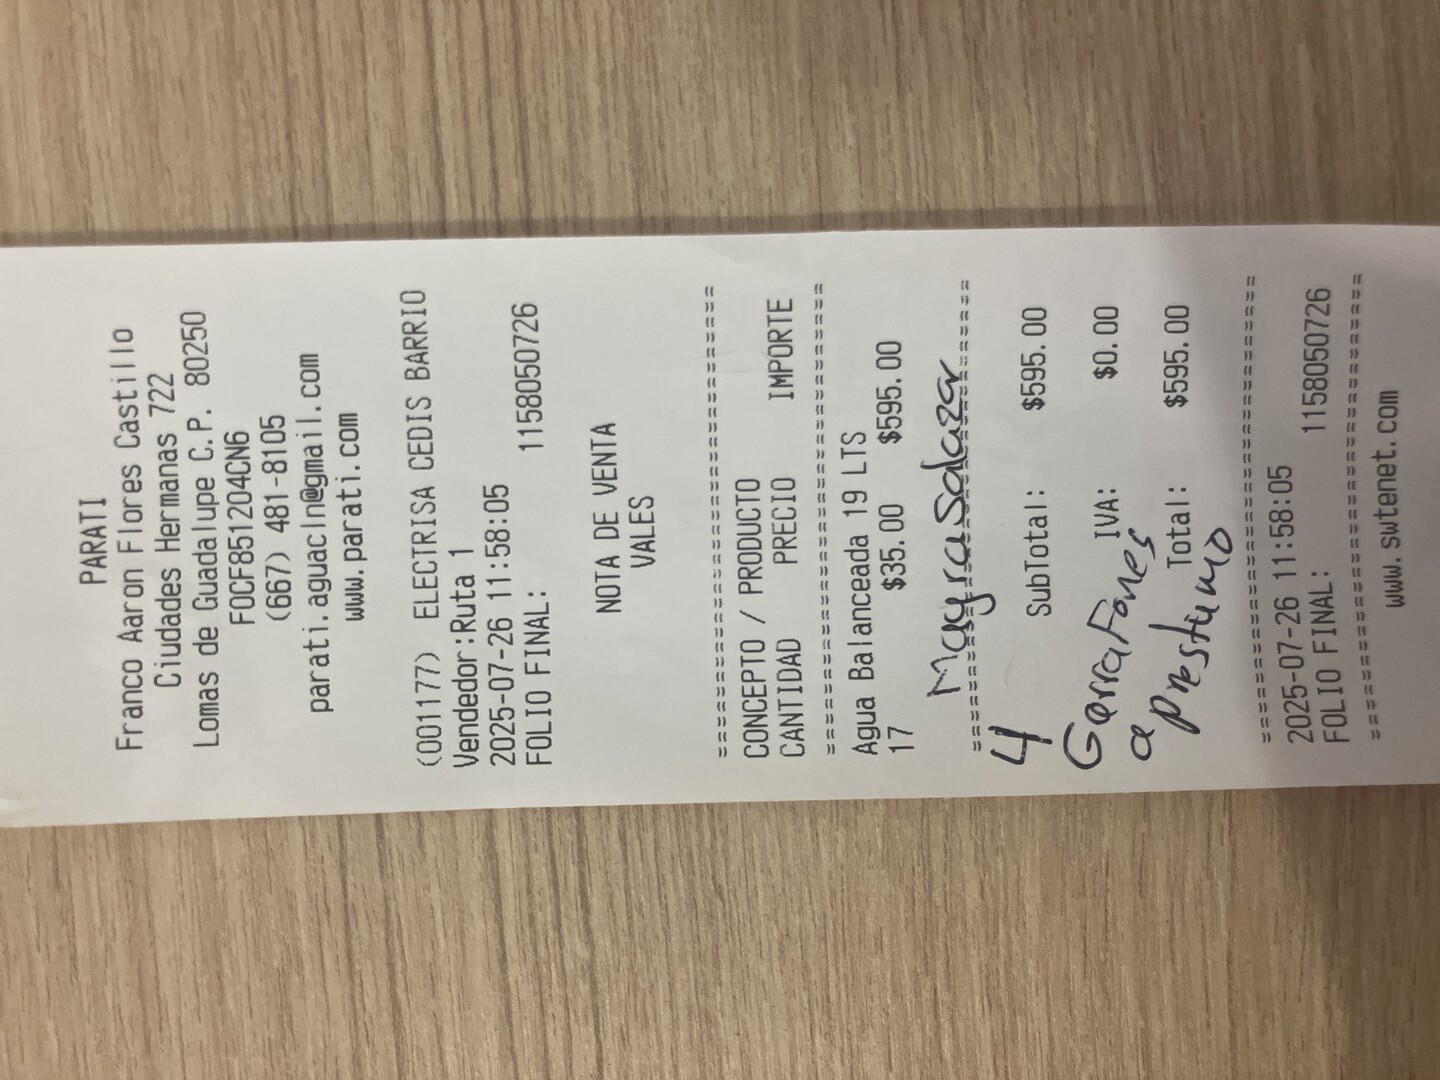 PARATI
Franco Aaron Flores Castillo
Ciudades Hermanas 722
Lomas de Guadalupe C.P. 80250
FOCF851204CN6
(667) 481-8105
parati.aguacln@gmail.com
www.parati.com
(001177) ELECTRISA CEDIS BARRIO
Vendedor:Ruta 1
2025-07-26 11:58:05
FOLIO FINAL: 1158050726
NOTA DE VENTA
VALES
========================================
CONCEPTO / PRODUCTO
CANTIDAD PRECIO IMPORTE
========================================
Agua Balanceada 19 LTS
17 $35.00 $595.00
Mayra Salazar
========================================
4
SubTotal: $595.00
Garrafones
IVA: $0.00
a prestumo
Total: $595.00
========================================
2025-07-26 11:58:05
FOLIO FINAL: 1158050726
========================================
www.swtenet.com